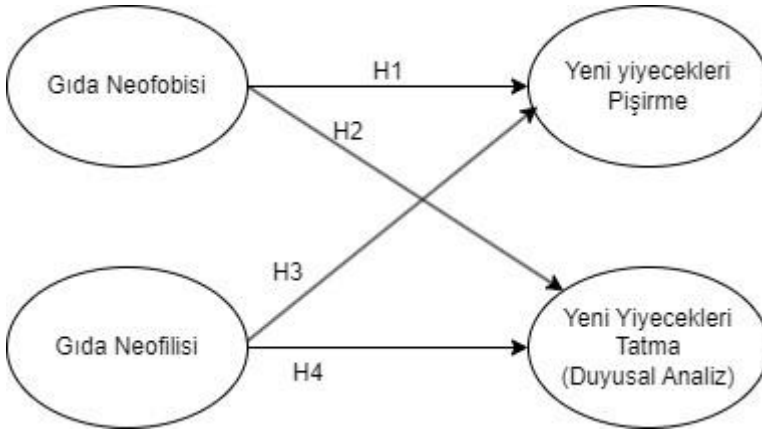 Gıda Neofobisi
H1
Yeni yiyecekleri
Pişirme
H2
H3
Gıda Neofilisi
H4
Yeni Yiyecekleri
Tatma
(Duyusal Analiz)